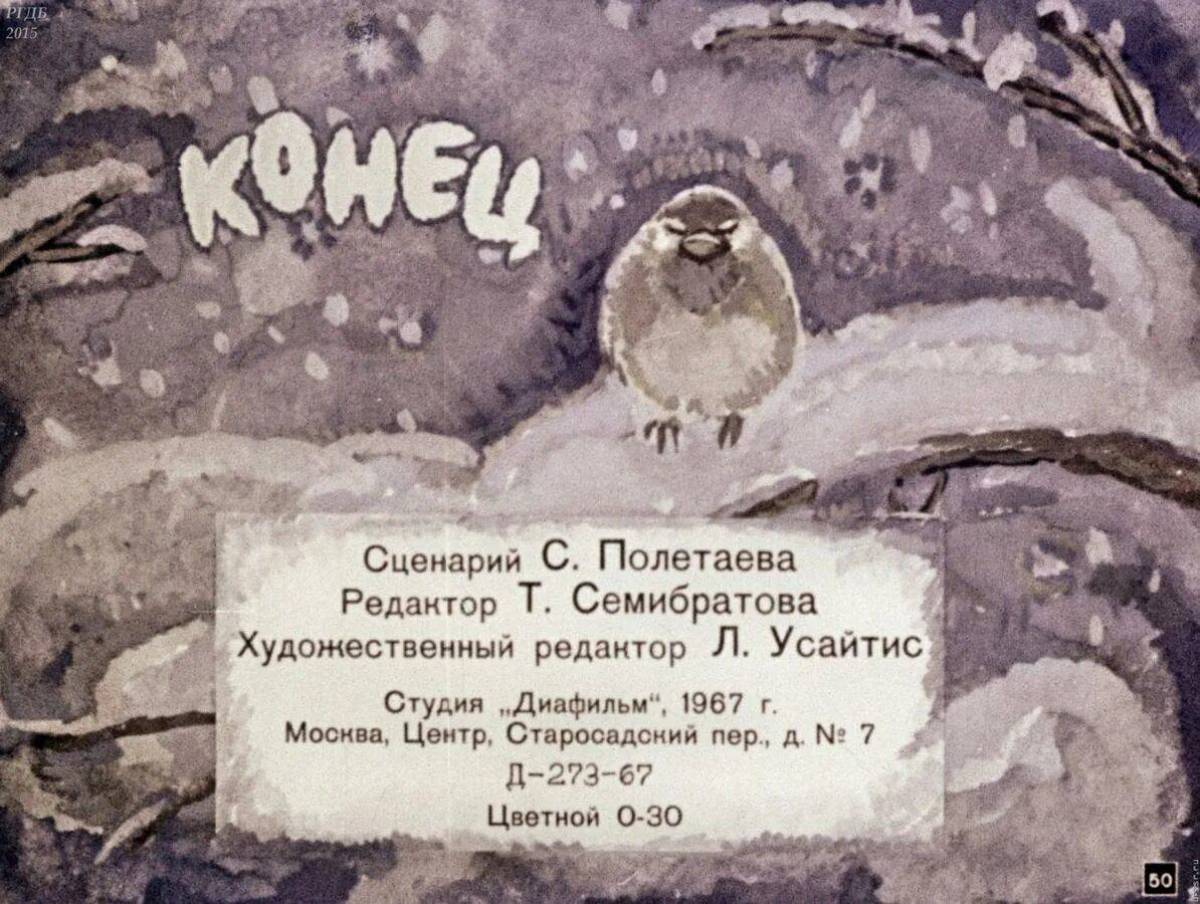 РГДБ
2015
КОНЕЦ
Сценарий С. Полетаева
Редактор Т. Семибратова
Художественный редактор Л. Усайтис
Студия „Диафильм“, 1967 г.
Москва, Центр, Старосадский пер., д. № 7
Д-273-67
Цветной 0-30
50